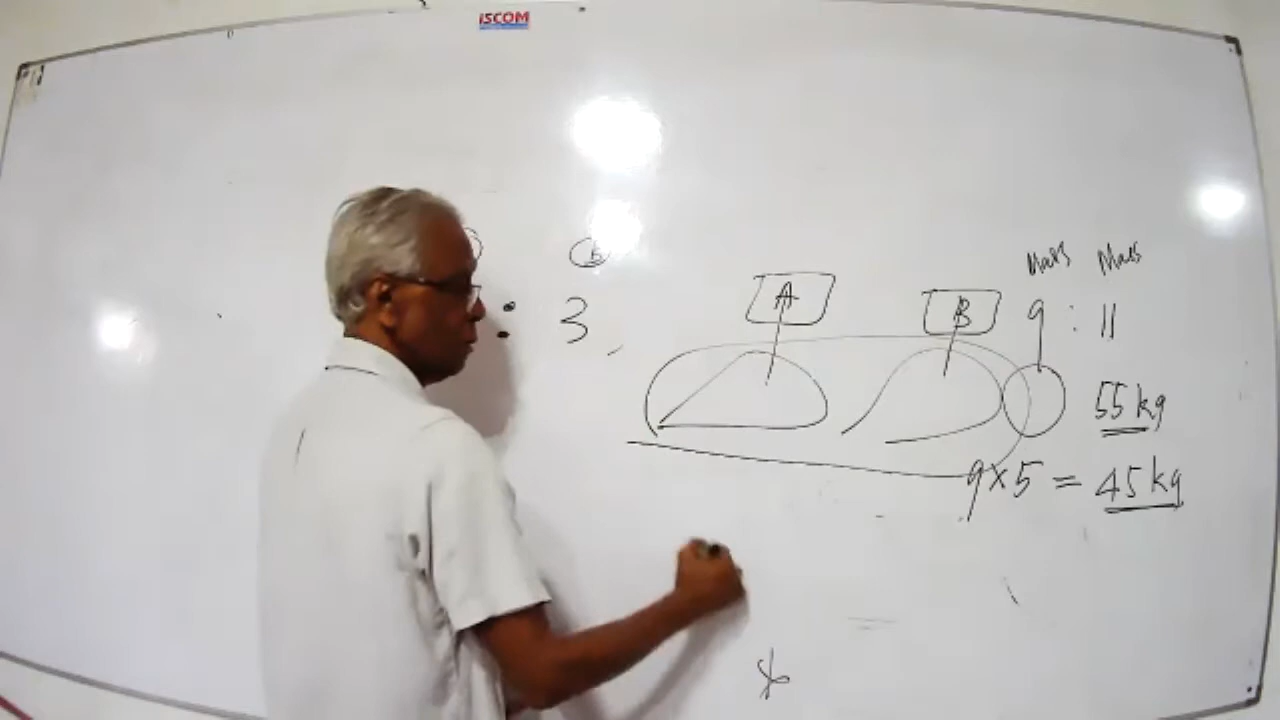 iSCOM
b
: 3,
A B
Mass Mass
9 : 11
55 kg
9×5 = 45 kg